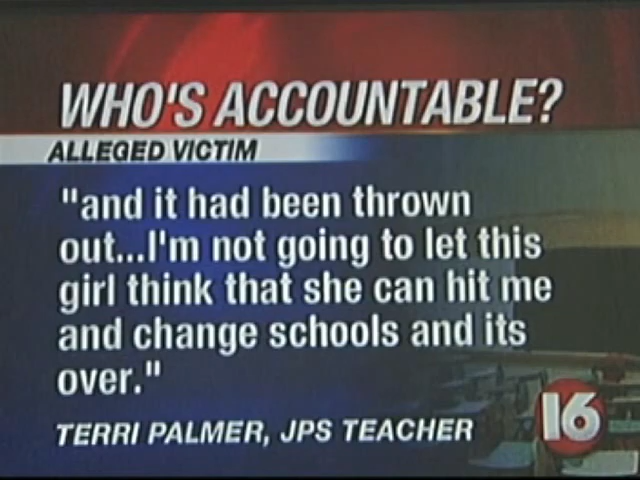 WHO'S ACCOUNTABLE?
ALLEGED VICTIM
"and it had been thrown
out...I'm not going to let this
girl think that she can hit me
and change schools and its
over."
TERRI PALMER, JPS TEACHER
16